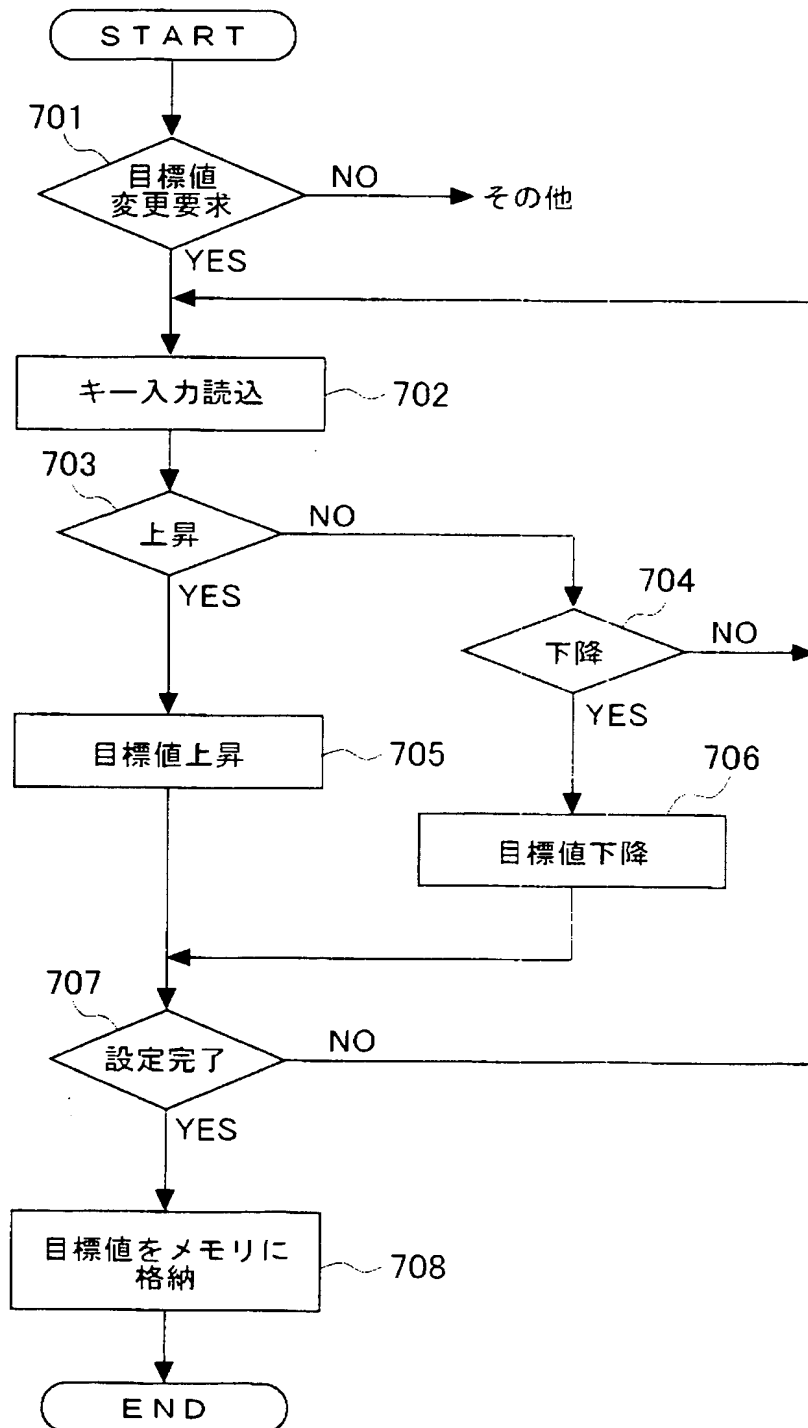 START
701
目標値
変更要求
NO
その他
YES
キー入力読込
702
703
上昇
NO
YES
704
下降
NO
YES
目標値上昇
705
706
目標値下降
707
設定完了
NO
YES
目標値をメモリに
格納
708
END